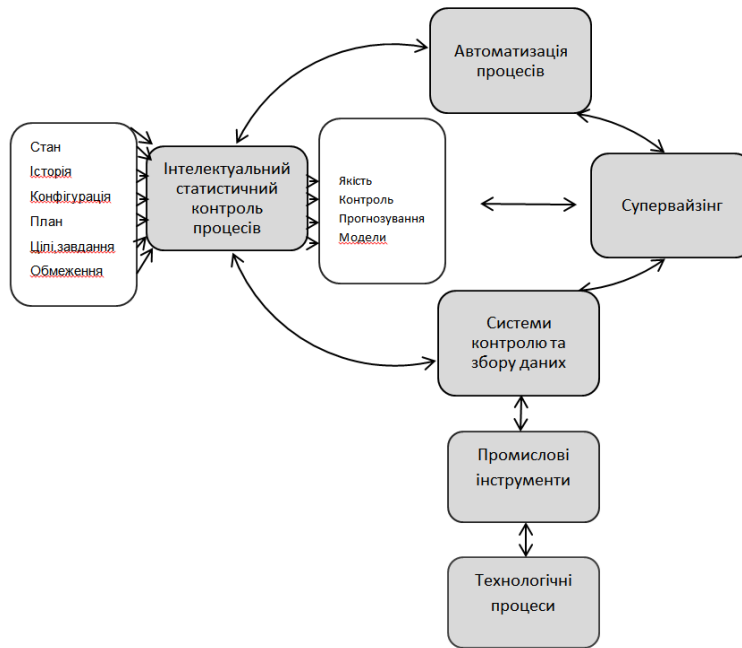 Автоматизація
процесів
Стан
Історія
Конфігурація
План
Цілі,завдання
Обмеження
Інтелектуальний
статистичний
контроль
процесів
Якість
Контроль
Прогнозування
Модели
Супервайзінг
Системи
контролю та
збору даних
Промислові
інструменти
Технологічні
процеси